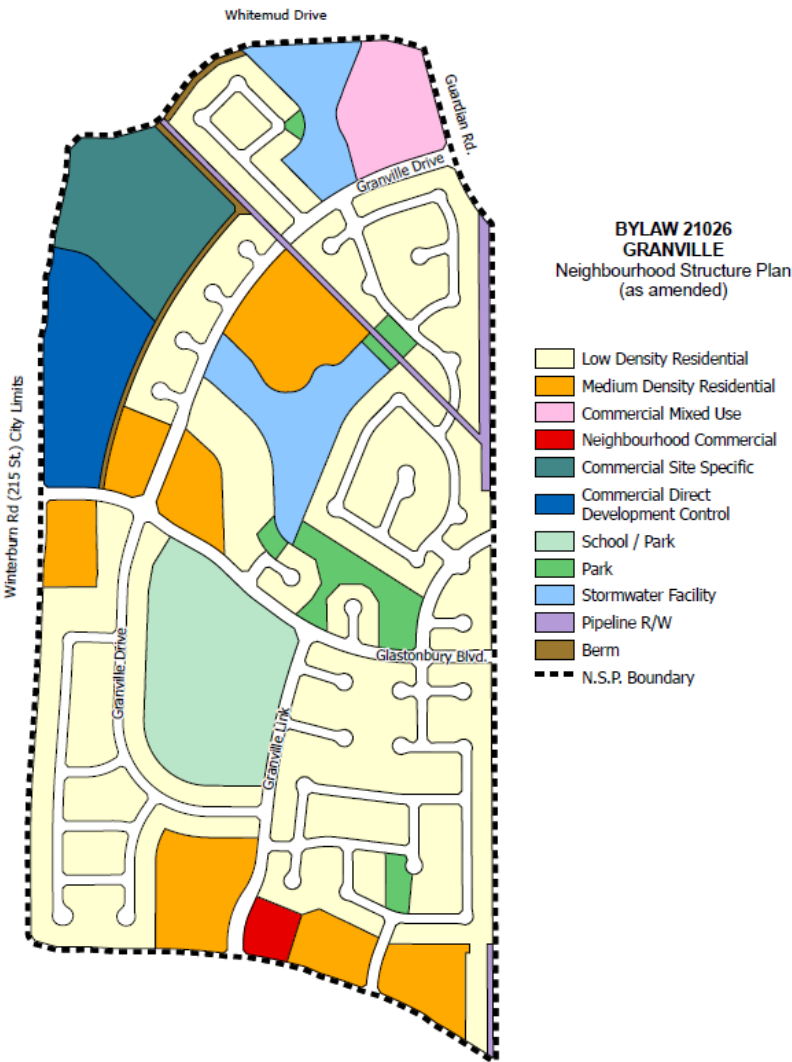 Whitemud Drive
Guardian Rd.
Granville Drive
Winterburn Rd (215 St.) City Limits
Granville Drive
Granville Link
Glastonbury Blvd.
BYLAW 21026
GRANVILLE
Neighbourhood Structure Plan
(as amended)
Low Density Residential
Medium Density Residential
Commercial Mixed Use
Neighbourhood Commercial
Commercial Site Specific
Commercial Direct
Development Control
School / Park
Park
Stormwater Facility
Pipeline R/W
Berm
N.S.P. Boundary